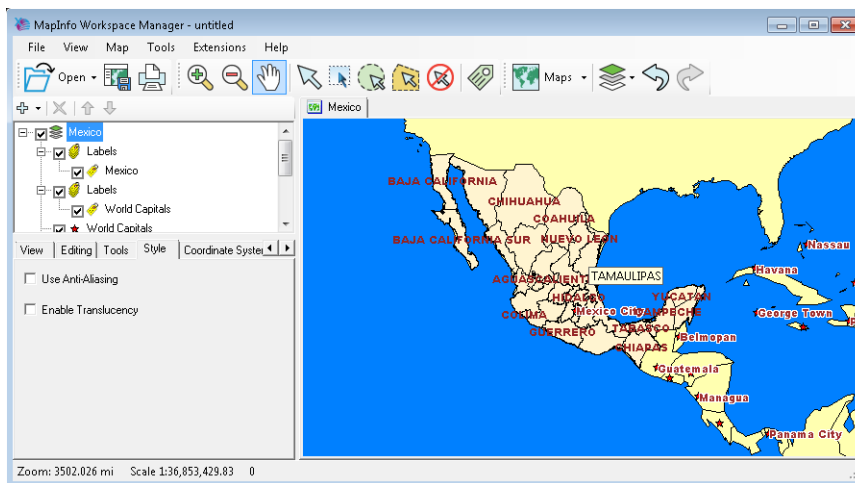 MapInfo Workspace Manager - untitled
File View Map Tools Extensions Help
Open Maps
Mexico
Mexico
Labels
Mexico
Labels
World Capitals
World Capitals
View Editing Tools Style Coordinate System
Use Anti-Aliasing
Enable Translucency
BAJA CALIFORNIA
CHIHUAHUA
COAHUILA
BAJA CALIFORNIA SUR NUEVO LEON
Nassau
TAMAULIPAS
Havana
HIDALGO YUCATAN
COLIMA Mexico City CAMPECHE George Town
GUERRERO TABASCO
Belmopan
CHIAPAS
Guatemala
Managua
Panama City
Zoom: 3502.026 mi Scale 1:36,853,429.83 0